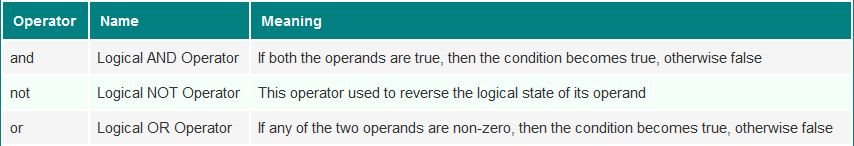 Operator Name Meaning
and Logical AND Operator If both the operands are true, then the condition becomes true, otherwise false
not Logical NOT Operator This operator used to reverse the logical state of its operand
or Logical OR Operator If any of the two operands are non-zero, then the condition becomes true, otherwise false